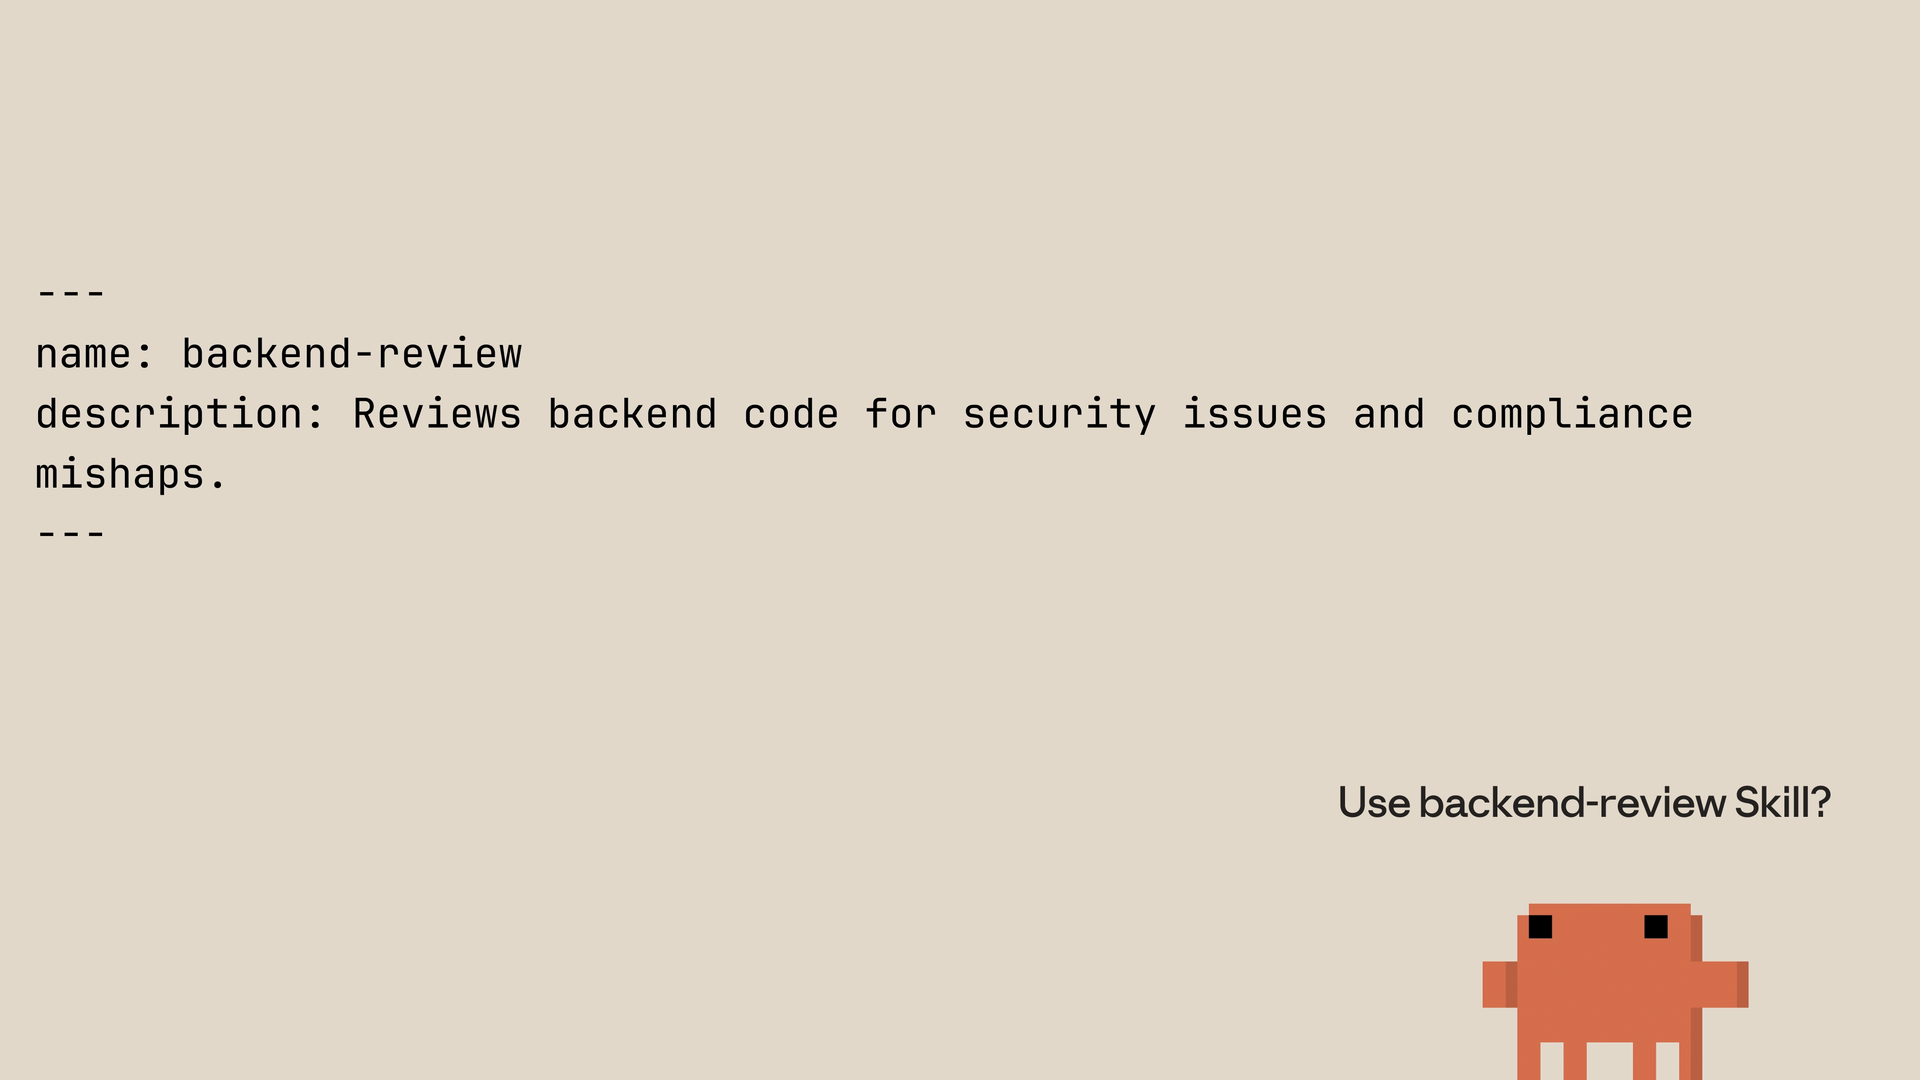 ---
name: backend-review
description: Reviews backend code for security issues and compliance
mishaps.
---
Use backend-review Skill?